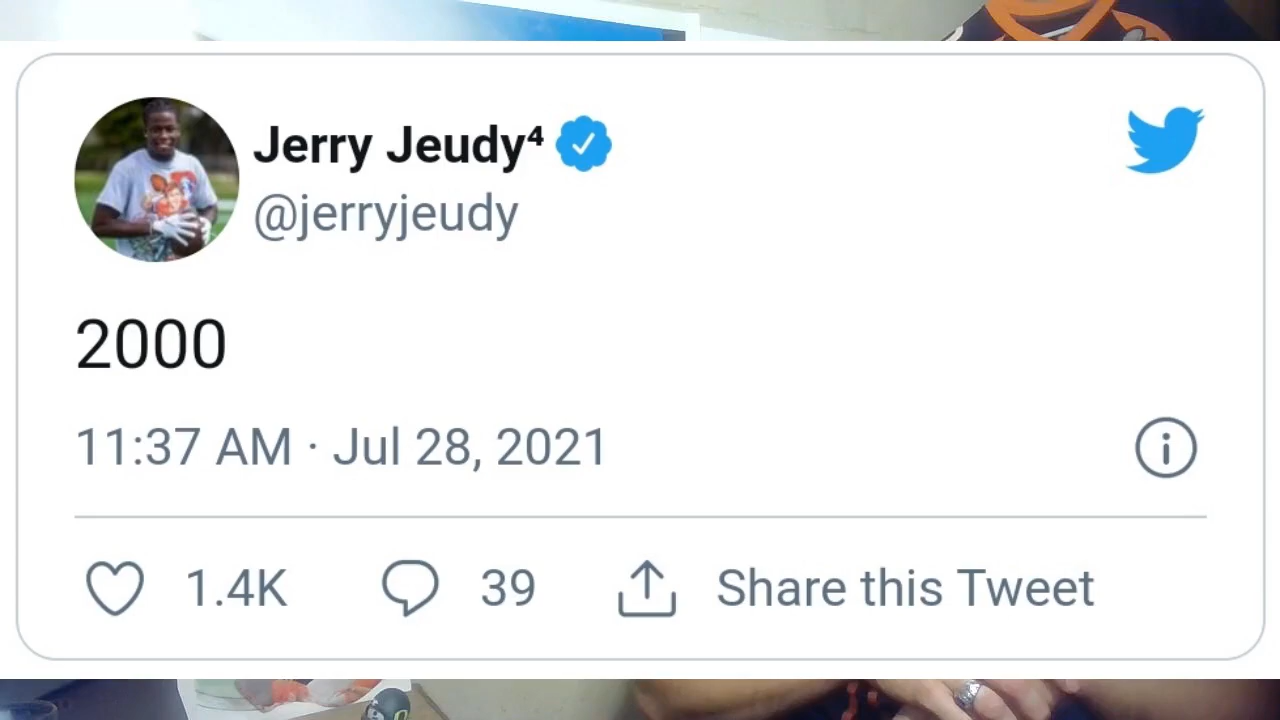 Jerry Jeudy⁴
@jerryjeudy
2000
11:37 AM · Jul 28, 2021
1.4K 39 Share this Tweet